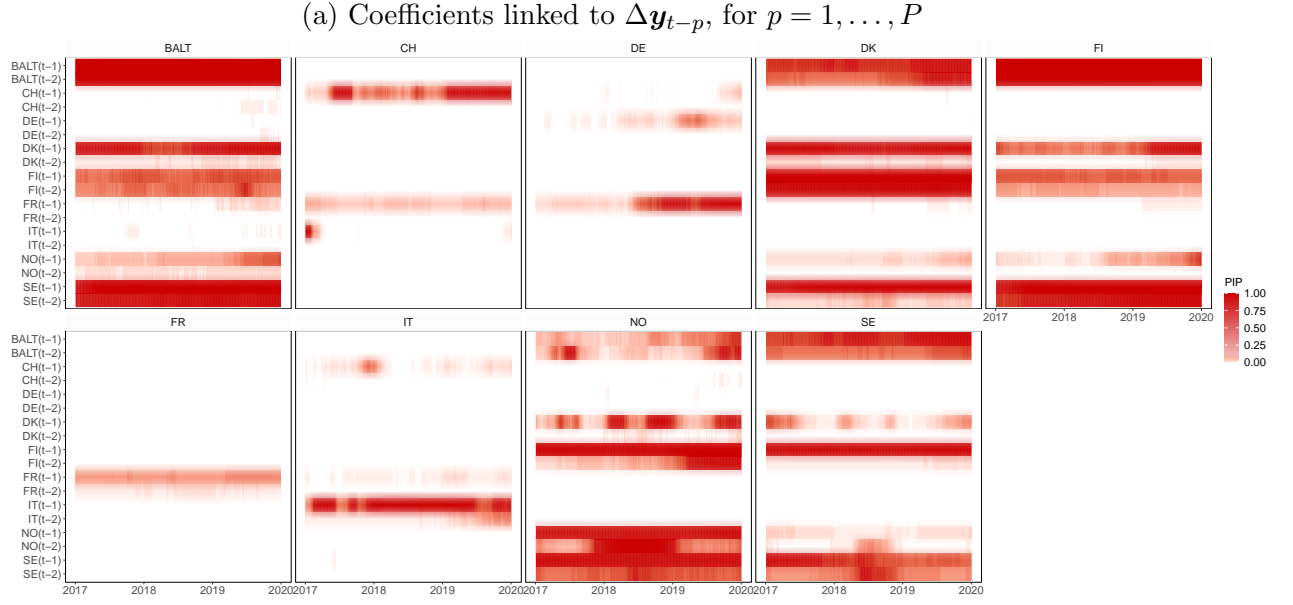 (a) Coefficients linked to Δy_{t−p}, for p = 1, . . . , P
BALT CH DE DK FI
BALT(t−1)
BALT(t−2)
CH(t−1)
CH(t−2)
DE(t−1)
DE(t−2)
DK(t−1)
DK(t−2)
FI(t−1)
FI(t−2)
FR(t−1)
FR(t−2)
IT(t−1)
IT(t−2)
NO(t−1)
NO(t−2)
SE(t−1)
SE(t−2)
2017 2018 2019 2020
PIP
1.00
0.75
0.50
0.25
0.00
FR IT NO SE
BALT(t−1)
BALT(t−2)
CH(t−1)
CH(t−2)
DE(t−1)
DE(t−2)
DK(t−1)
DK(t−2)
FI(t−1)
FI(t−2)
FR(t−1)
FR(t−2)
IT(t−1)
IT(t−2)
NO(t−1)
NO(t−2)
SE(t−1)
SE(t−2)
2017 2018 2019 2020 2017 2018 2019 2020 2017 2018 2019 2020 2017 2018 2019 2020